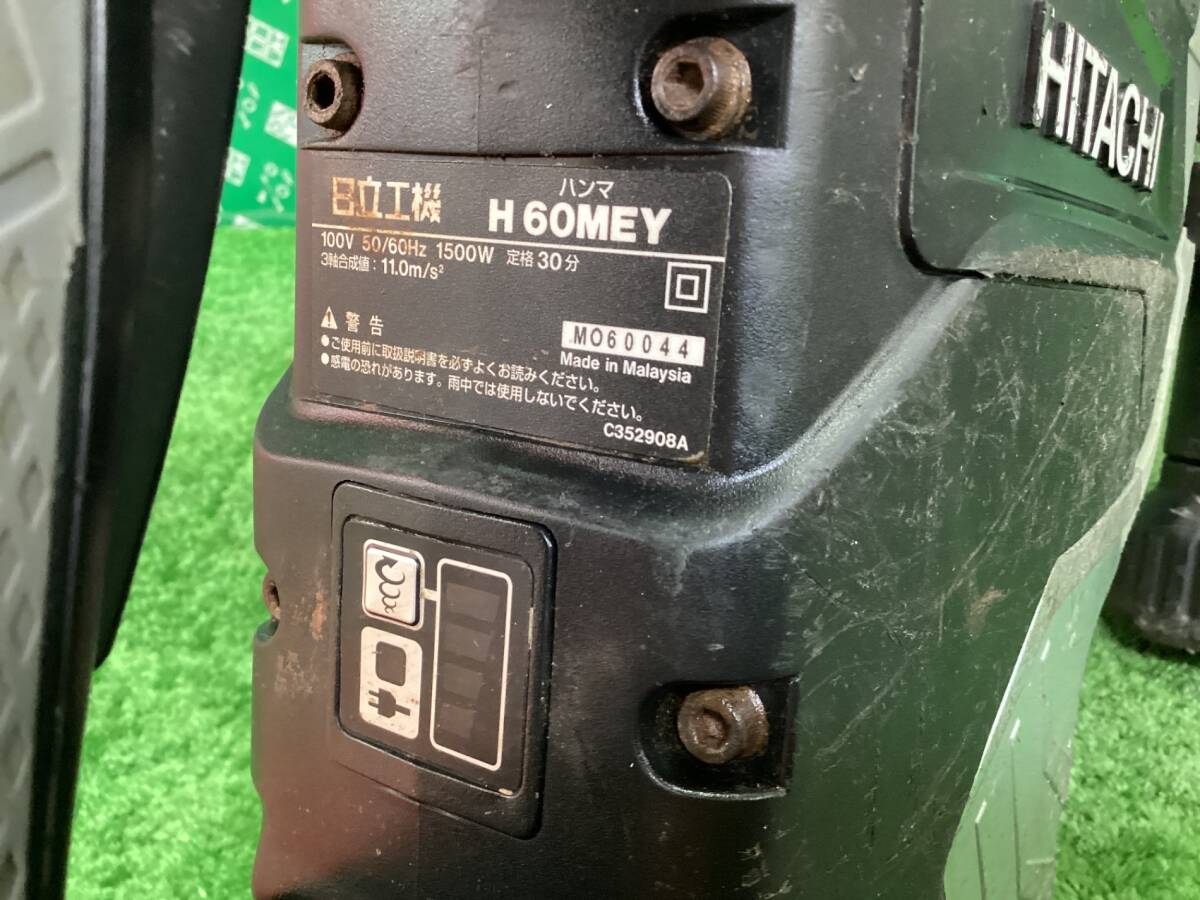 HITACHI
日立工機
ハンマ
H 60MEY
100V 50/60Hz 1500W 定格 30 分
3軸合成値 : 11.0m/s²
警告
MO60044
Made in Malaysia
●ご使用前に取扱説明書を必ずよくお読みください。
●感電の恐れがあります。雨中では使用しないでください。
C352908A